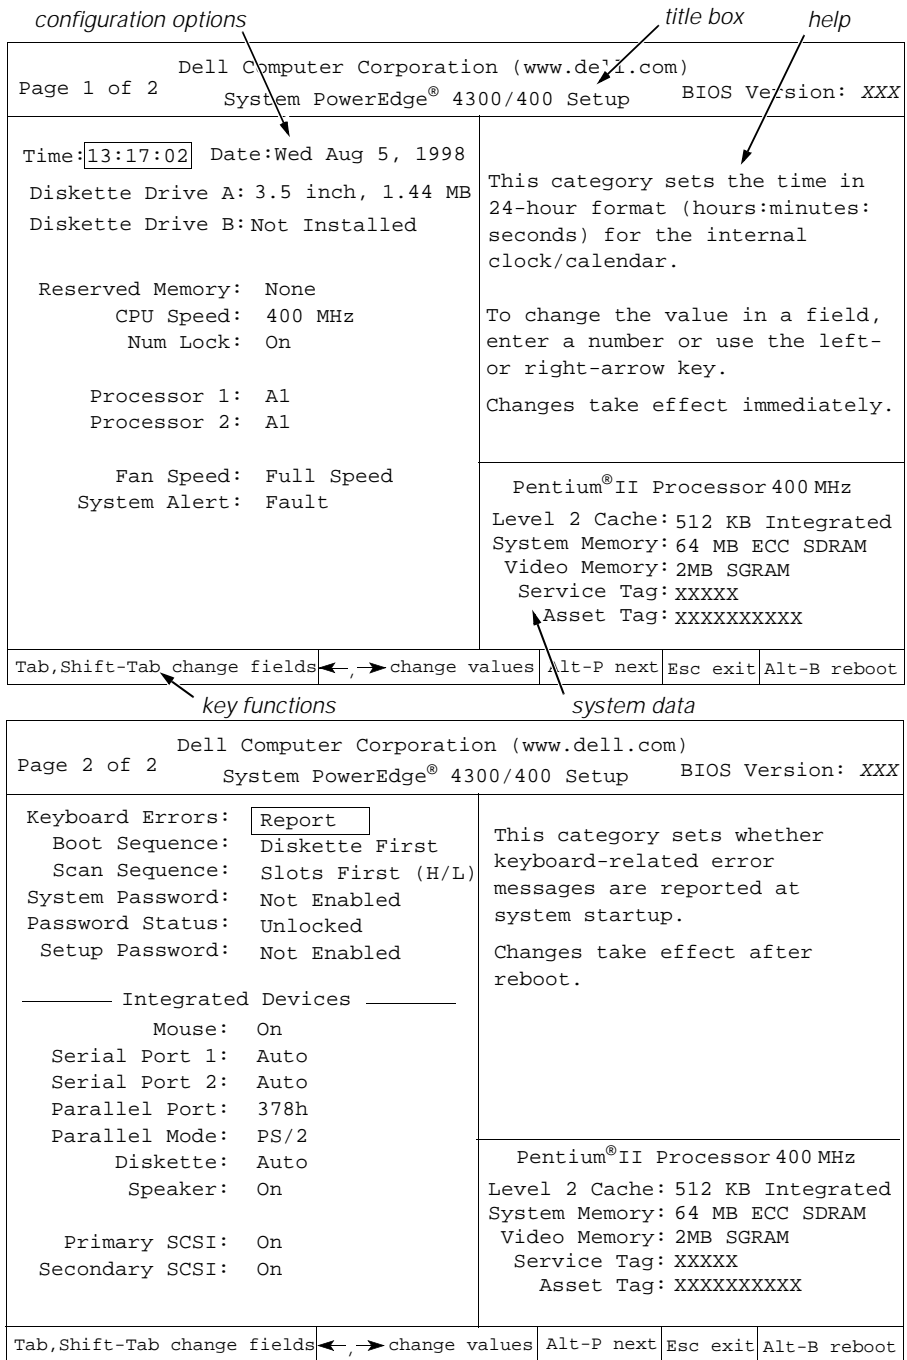 configuration options
title box
help
Dell Computer Corporation (www.dell.com)
Page 1 of 2
System PowerEdge® 4300/400 Setup
BIOS Version: XXX
Time: 13:17:02 Date: Wed Aug 5, 1998
Diskette Drive A: 3.5 inch, 1.44 MB
Diskette Drive B: Not Installed
Reserved Memory: None
CPU Speed: 400 MHz
Num Lock: On
Processor 1: A1
Processor 2: A1
Fan Speed: Full Speed
System Alert: Fault
This category sets the time in
24-hour format (hours:minutes:
seconds) for the internal
clock/calendar.
To change the value in a field,
enter a number or use the left-
or right-arrow key.
Changes take effect immediately.
Pentium® II Processor 400 MHz
Level 2 Cache: 512 KB Integrated
System Memory: 64 MB ECC SDRAM
Video Memory: 2MB SGRAM
Service Tag: XXXXX
Asset Tag: XXXXXXXXXX
Tab,Shift-Tab change fields ←,→ change values Alt-P next Esc exit Alt-B reboot
key functions
system data
Dell Computer Corporation (www.dell.com)
Page 2 of 2
System PowerEdge® 4300/400 Setup
BIOS Version: XXX
Keyboard Errors: Report
Boot Sequence: Diskette First
Scan Sequence: Slots First (H/L)
System Password: Not Enabled
Password Status: Unlocked
Setup Password: Not Enabled
Integrated Devices
Mouse: On
Serial Port 1: Auto
Serial Port 2: Auto
Parallel Port: 378h
Parallel Mode: PS/2
Diskette: Auto
Speaker: On
Primary SCSI: On
Secondary SCSI: On
This category sets whether
keyboard-related error
messages are reported at
system startup.
Changes take effect after
reboot.
Pentium® II Processor 400 MHz
Level 2 Cache: 512 KB Integrated
System Memory: 64 MB ECC SDRAM
Video Memory: 2MB SGRAM
Service Tag: XXXXX
Asset Tag: XXXXXXXXXX
Tab,Shift-Tab change fields ←,→ change values Alt-P next Esc exit Alt-B reboot